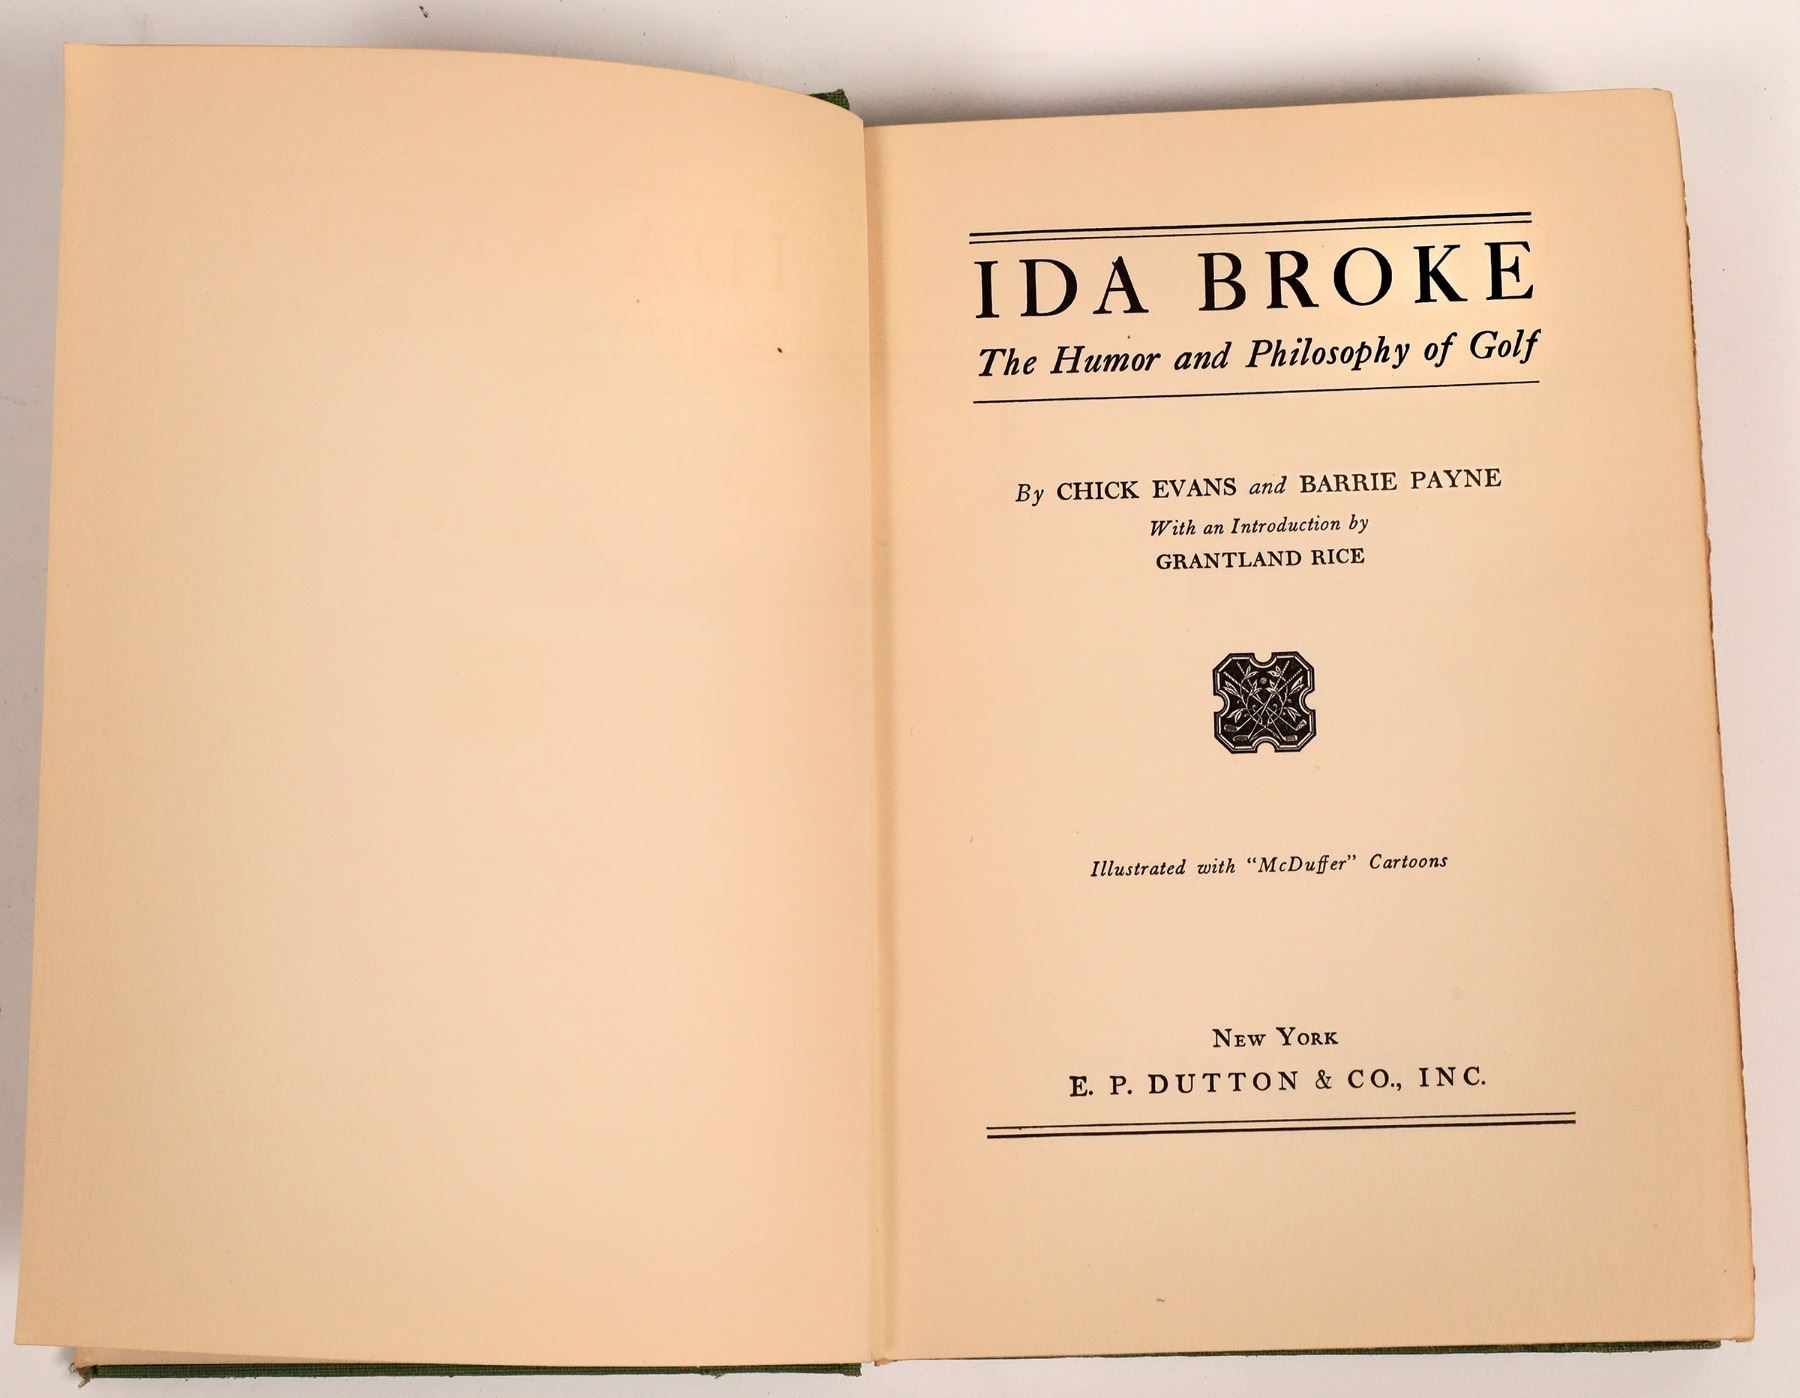 IDA BROKE
The Humor and Philosophy of Golf
By CHICK EVANS and BARRIE PAYNE
With an Introduction by
GRANTLAND RICE
Illustrated with “McDuffer” Cartoons
NEW YORK
E. P. DUTTON & CO., INC.